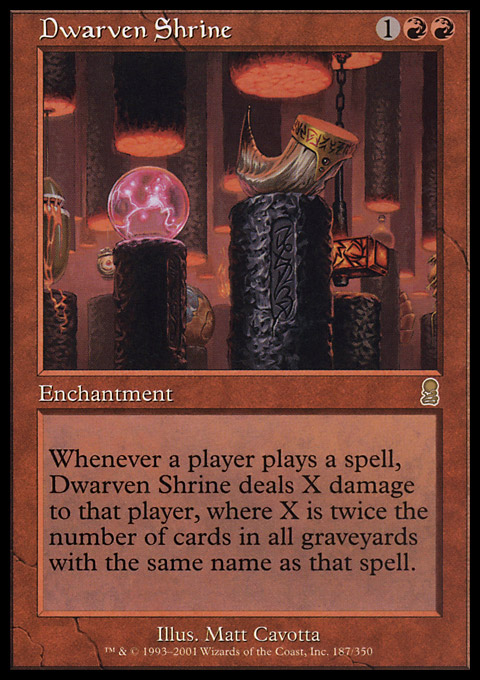 Dwarven Shrine
1
Enchantment
Whenever a player plays a spell,
Dwarven Shrine deals X damage
to that player, where X is twice the
number of cards in all graveyards
with the same name as that spell.
Illus. Matt Cavotta
™ & © 1993–2001 Wizards of the Coast, Inc. 187/350